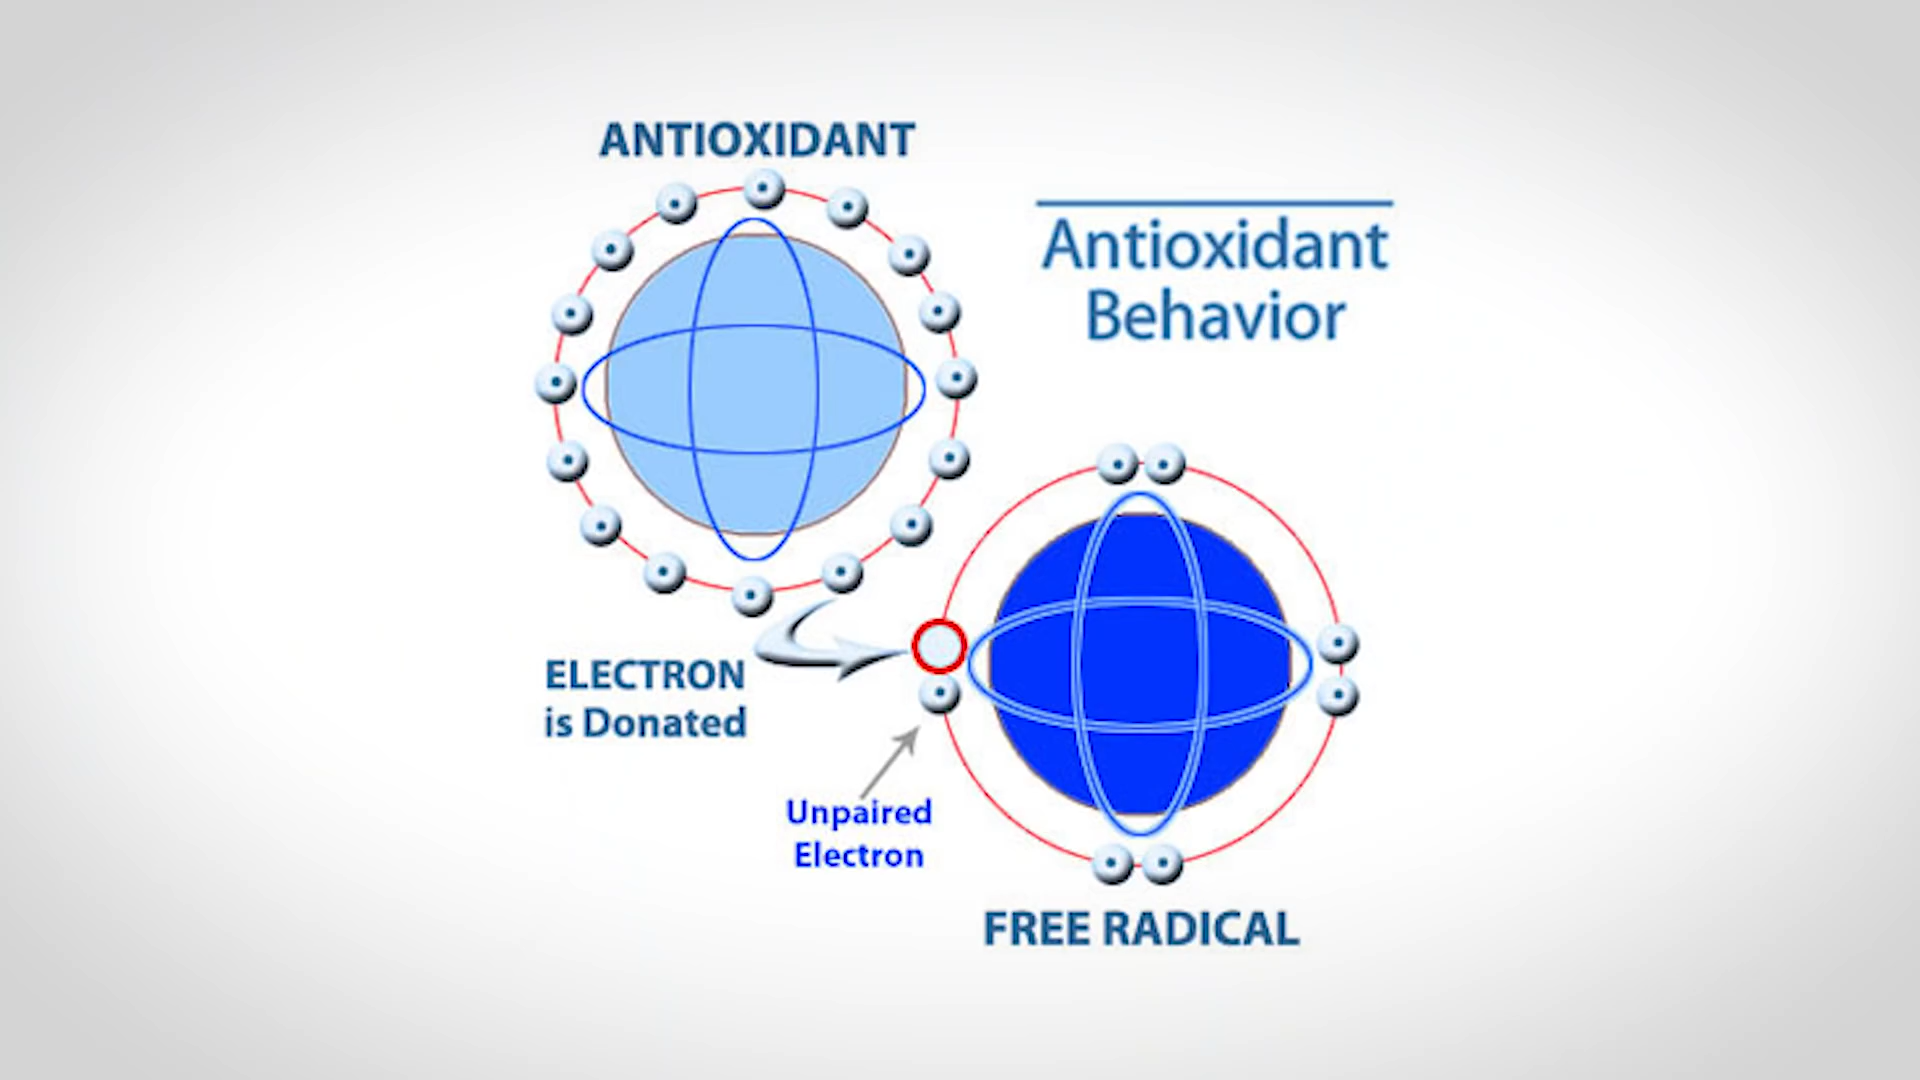 ANTIOXIDANT
Antioxidant
Behavior
ELECTRON
is Donated
Unpaired
Electron
FREE RADICAL